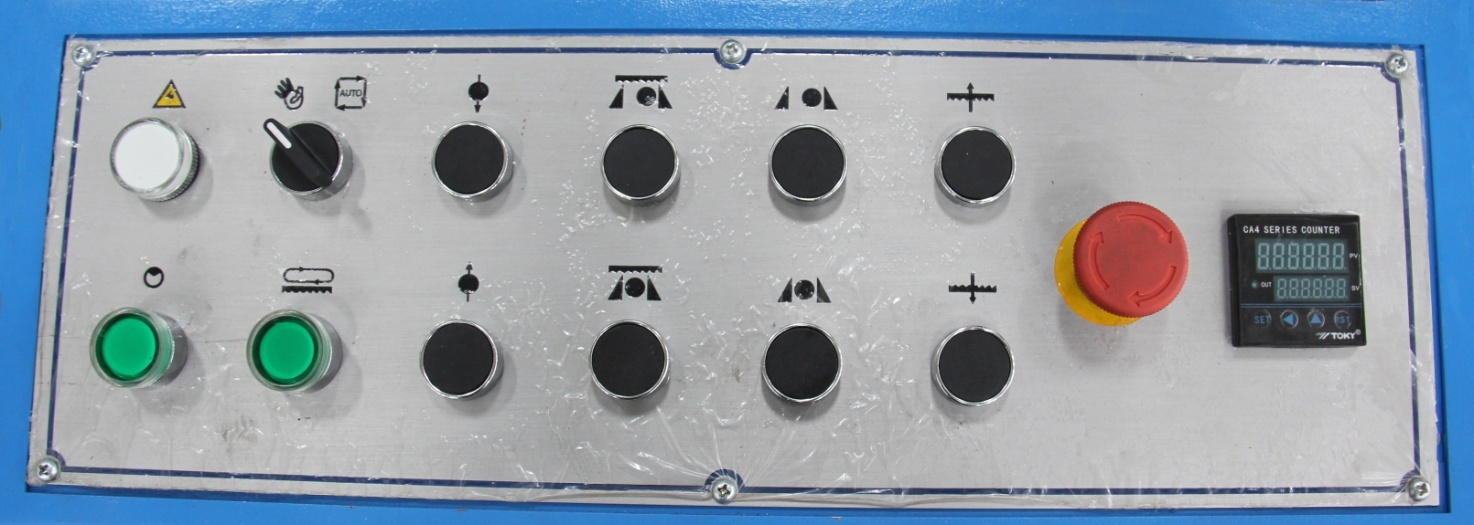 AUTO
CA4 SERIES COUNTER
PV
OUT
SV
SET
RST
TOKY®